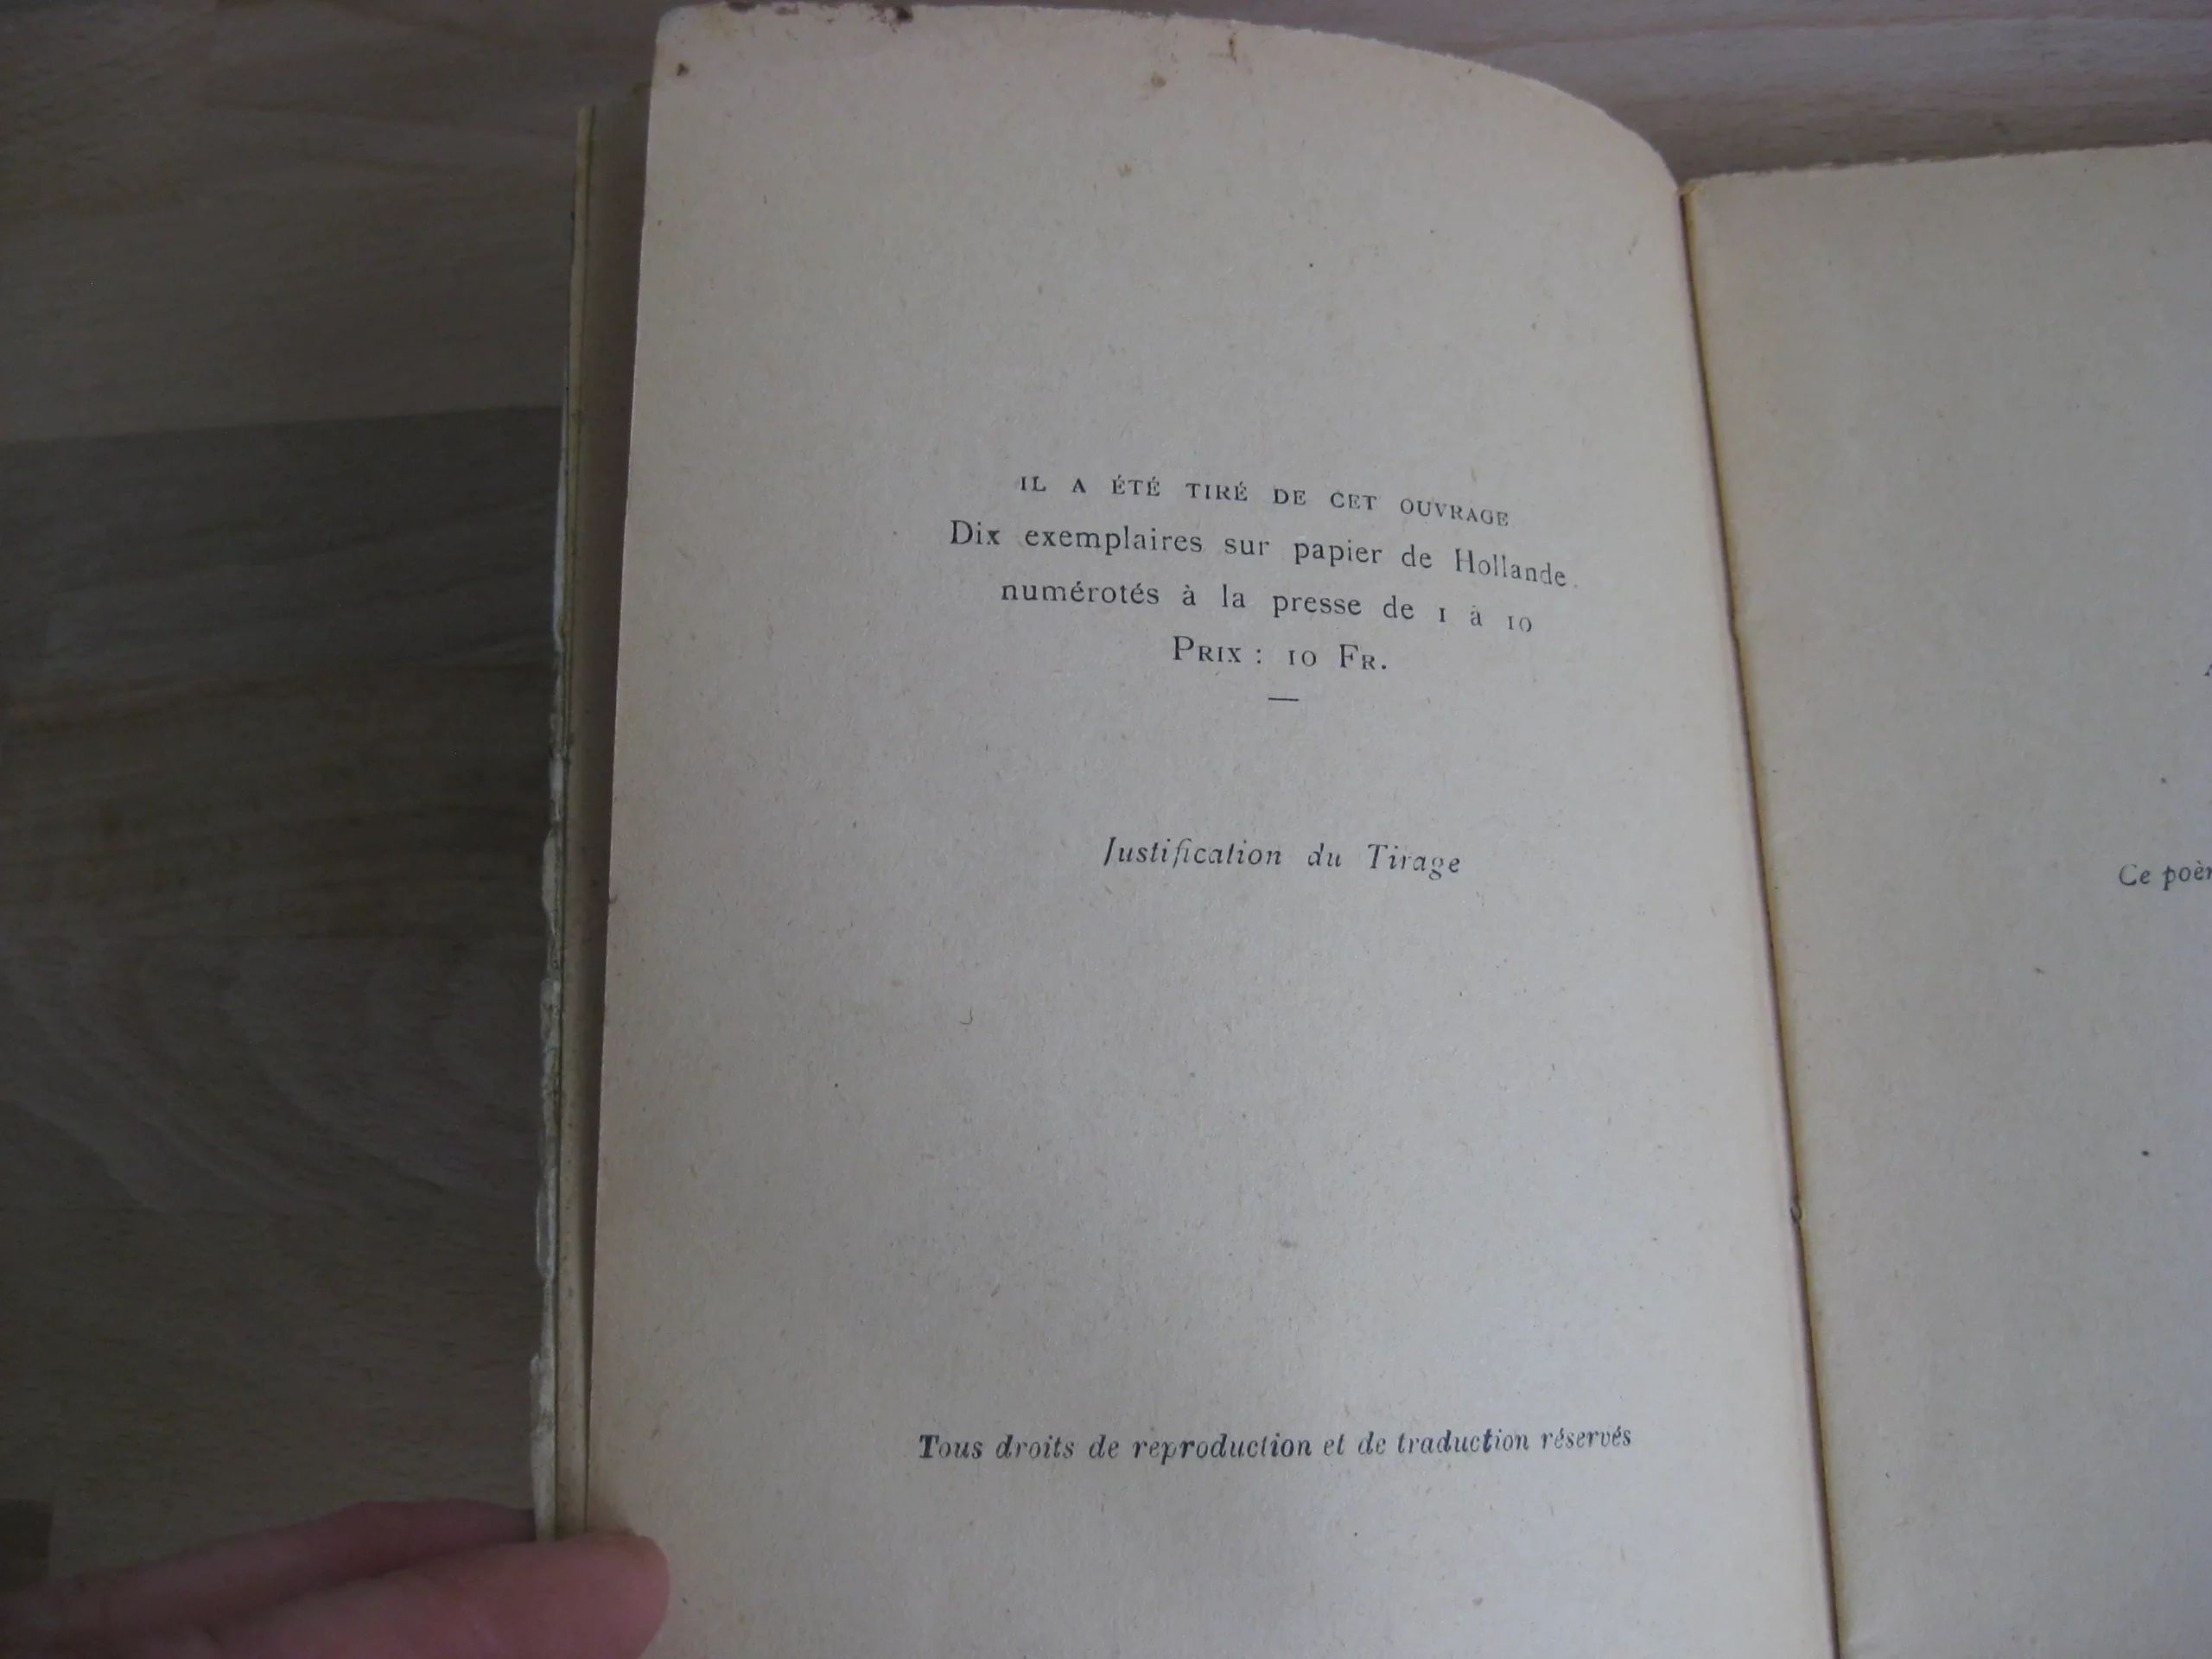 IL A ÉTÉ TIRÉ DE CET OUVRAGE
Dix exemplaires sur papier de Hollande.
numérotés à la presse de 1 à 10
PRIX : 10 FR.
Justification du Tirage
Tous droits de reproduction et de traduction réservés
Ce